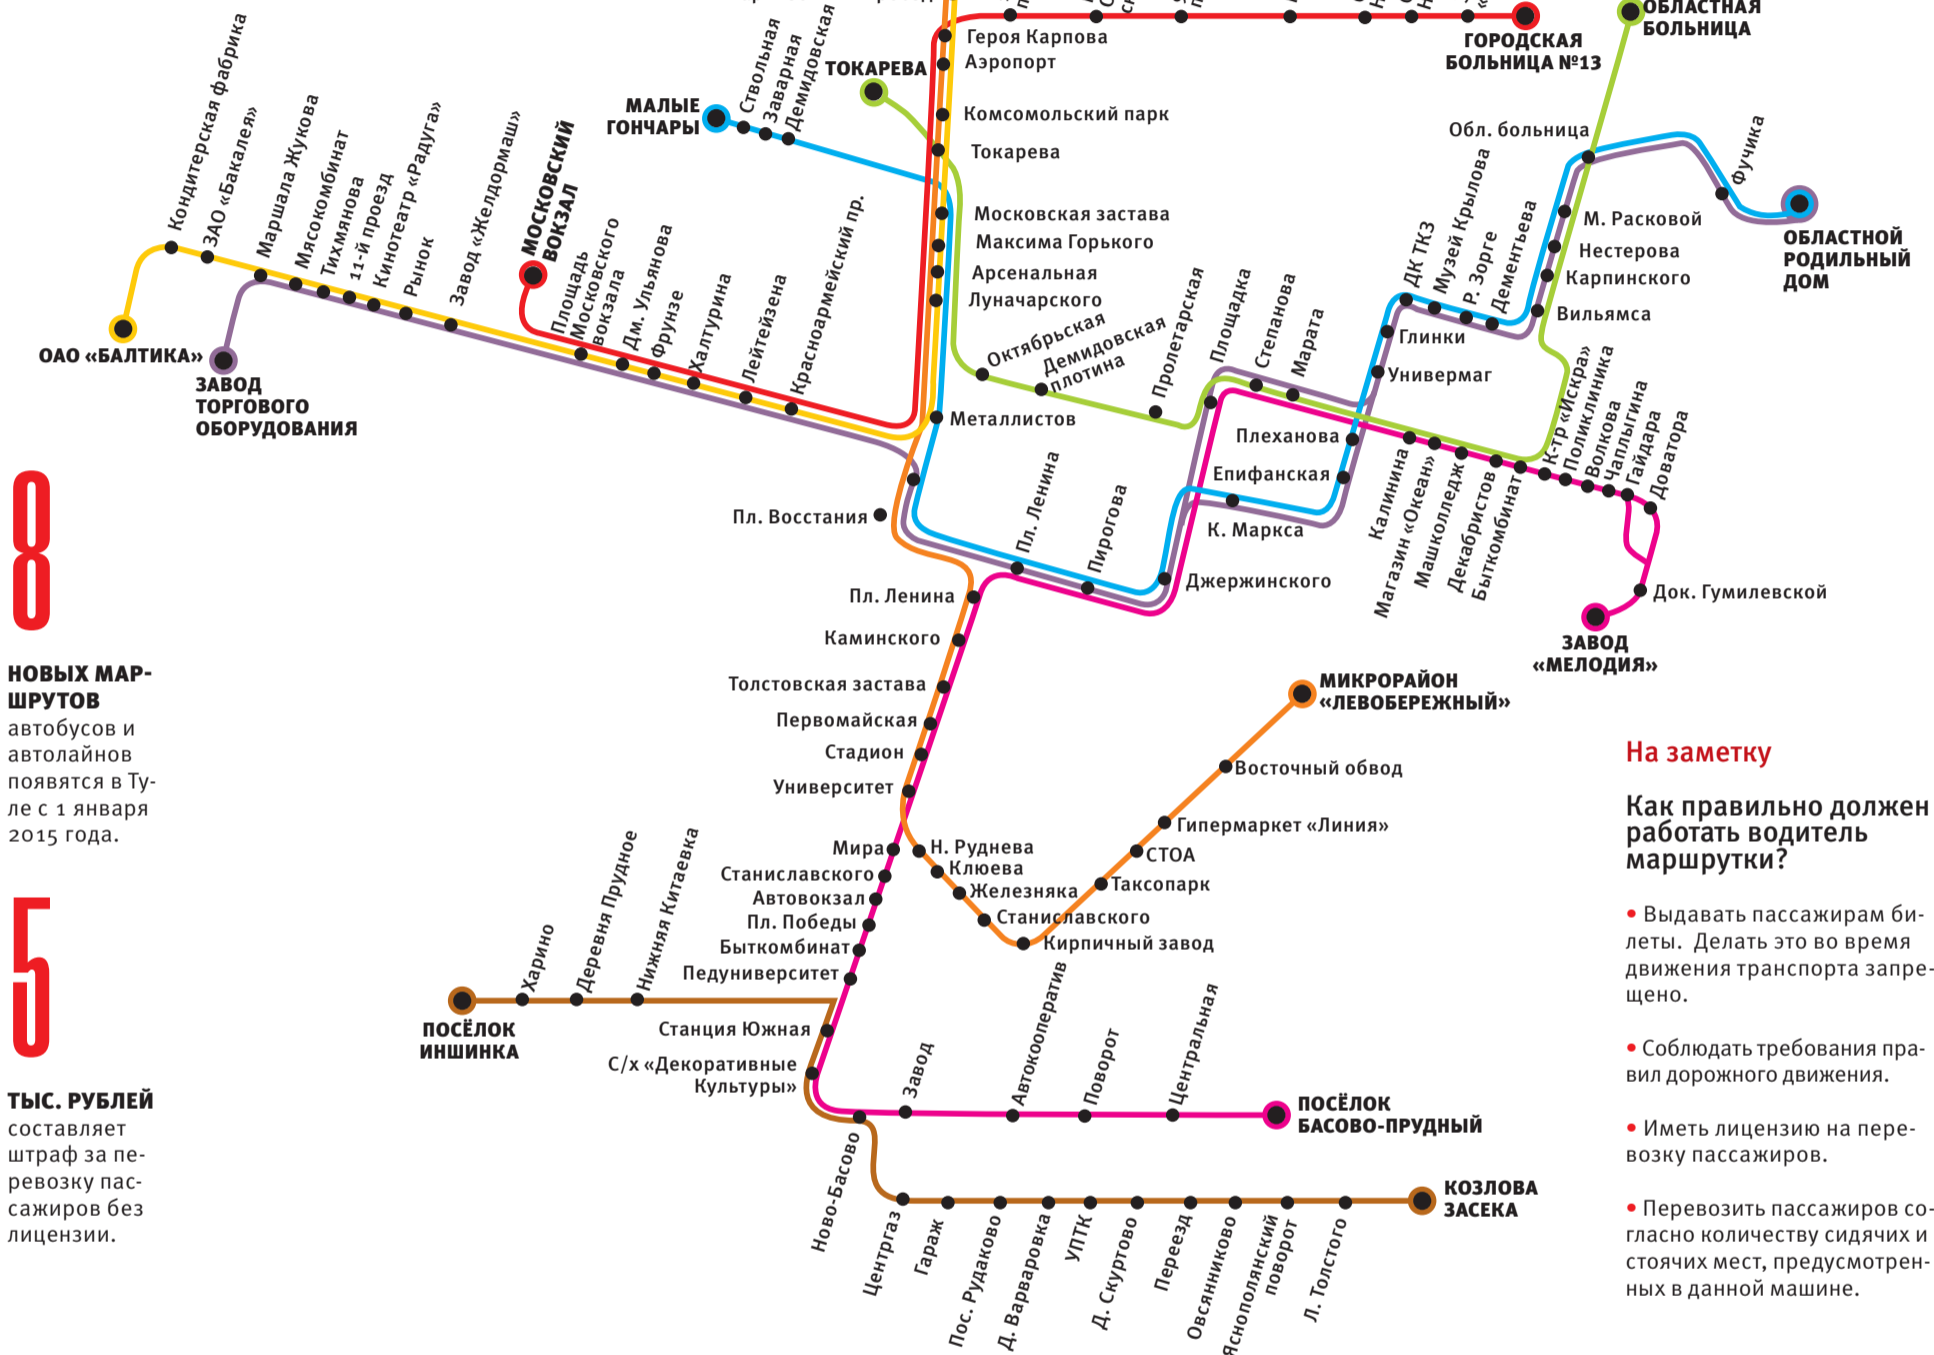 ОБЛАСТНАЯ
БОЛЬНИЦА
ГОРОДСКАЯ
БОЛЬНИЦА №13
Героя Карпова
Аэропорт
Комсомольский парк
Токарева
Московская застава
Максима Горького
Арсенальная
Луначарского
Металлистов
ТОКАРЕВА
МАЛЫЕ
ГОНЧАРЫ
Ствольная
Заварная
Демидовская
Кондитерская фабрика
ЗАО «Бакалея»
Маршала Жукова
Мясокомбинат
Тихмянова
11-й проезд
Кинотеатр «Радуга»
Рынок
Завод «Желдормаш»
МОСКОВСКИЙ
ВОКЗАЛ
Площадь
Московского
вокзала
Дм. Ульянова
Фрунзе
Халтурина
Лейтейзена
Красноармейский пр.
ОАО «БАЛТИКА»
ЗАВОД
ТОРГОВОГО
ОБОРУДОВАНИЯ
Октябрьская
Демидовская
плотина
Пролетарская
Площадка
Степанова
Марата
Обл. больница
Фучика
М. Расковой
Нестерова
Карпинского
Вильямса
ОБЛАСТНОЙ
РОДИЛЬНЫЙ
ДОМ
ДК ТКЗ
Музей Крылова
Р. Зорге
Дементьева
Глинки
Универмаг
Плеханова
Епифанская
К. Маркса
Джержинского
Пирогова
Пл. Ленина
Пл. Восстания
Калинина
Магазин «Океан»
Машколледж
Декабристов
Бытկомбинат
К-тр «Искра»
Поликлиника
Волкова
Чаплыгина
Гайдара
Доватора
Док. Гумилевской
ЗАВОД
«МЕЛОДИЯ»
Пл. Ленина
Каминского
Толстовская застава
Первомайская
Стадион
Университет
Мира
Станиславского
Автовокзал
Пл. Победы
Быткомбинат
Педуниверситет
Станция Южная
С/х «Декоративные
Культуры»
Н. Руднева
Клюева
Железняка
Станиславского
Кирпичный завод
Таксопарк
СТОА
Гипермаркет «Линия»
Восточный обвод
МИКРОРАЙОН
«ЛЕВОБЕРЕЖНЫЙ»
Харино
Деревня Прудное
Нижняя Китаевка
ПОСЁЛОК
ИНШИНКА
Завод
Автокооператив
Поворот
Центральная
ПОСЁЛОК
БАСОВО-ПРУДНЫЙ
Ново-Басово
Центргаз
Гараж
Пос. Рудаково
Д. Варваровка
УПТК
Д. Скуртово
Переезд
Овсянниково
Яснополянский
поворот
Л. Толстого
КОЗЛОВА
ЗАСЕКА
8
НОВЫХ МАР-
ШРУТОВ
автобусов и
автолайнов
появятся в Ту-
ле с 1 января
2015 года.
5
ТЫС. РУБЛЕЙ
составляет
штраф за пе-
ревозку пас-
сажиров без
лицензии.
На заметку
Как правильно должен
работать водитель
маршрутки?
• Выдавать пассажирам би-
леты. Делать это во время
движения транспорта запре-
щено.
• Соблюдать требования пра-
вил дорожного движения.
• Иметь лицензию на пере-
возку пассажиров.
• Перевозить пассажиров со-
гласно количеству сидячих и
стоячих мест, предусмотрен-
ных в данной машине.